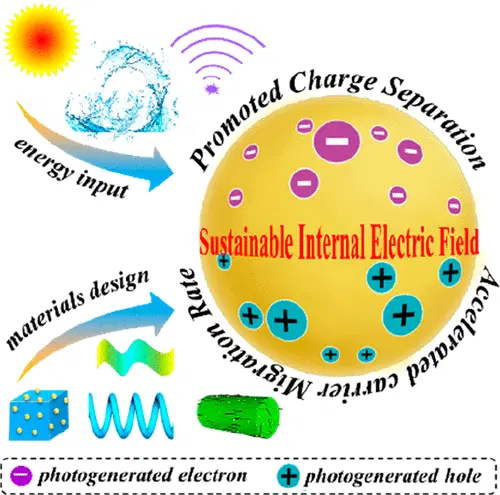 Promoted Charge Separation
energy input
Sustainable Internal Electric Field
materials design
Accelerated carrier Migration Rate
photogenerated electron
photogenerated hole